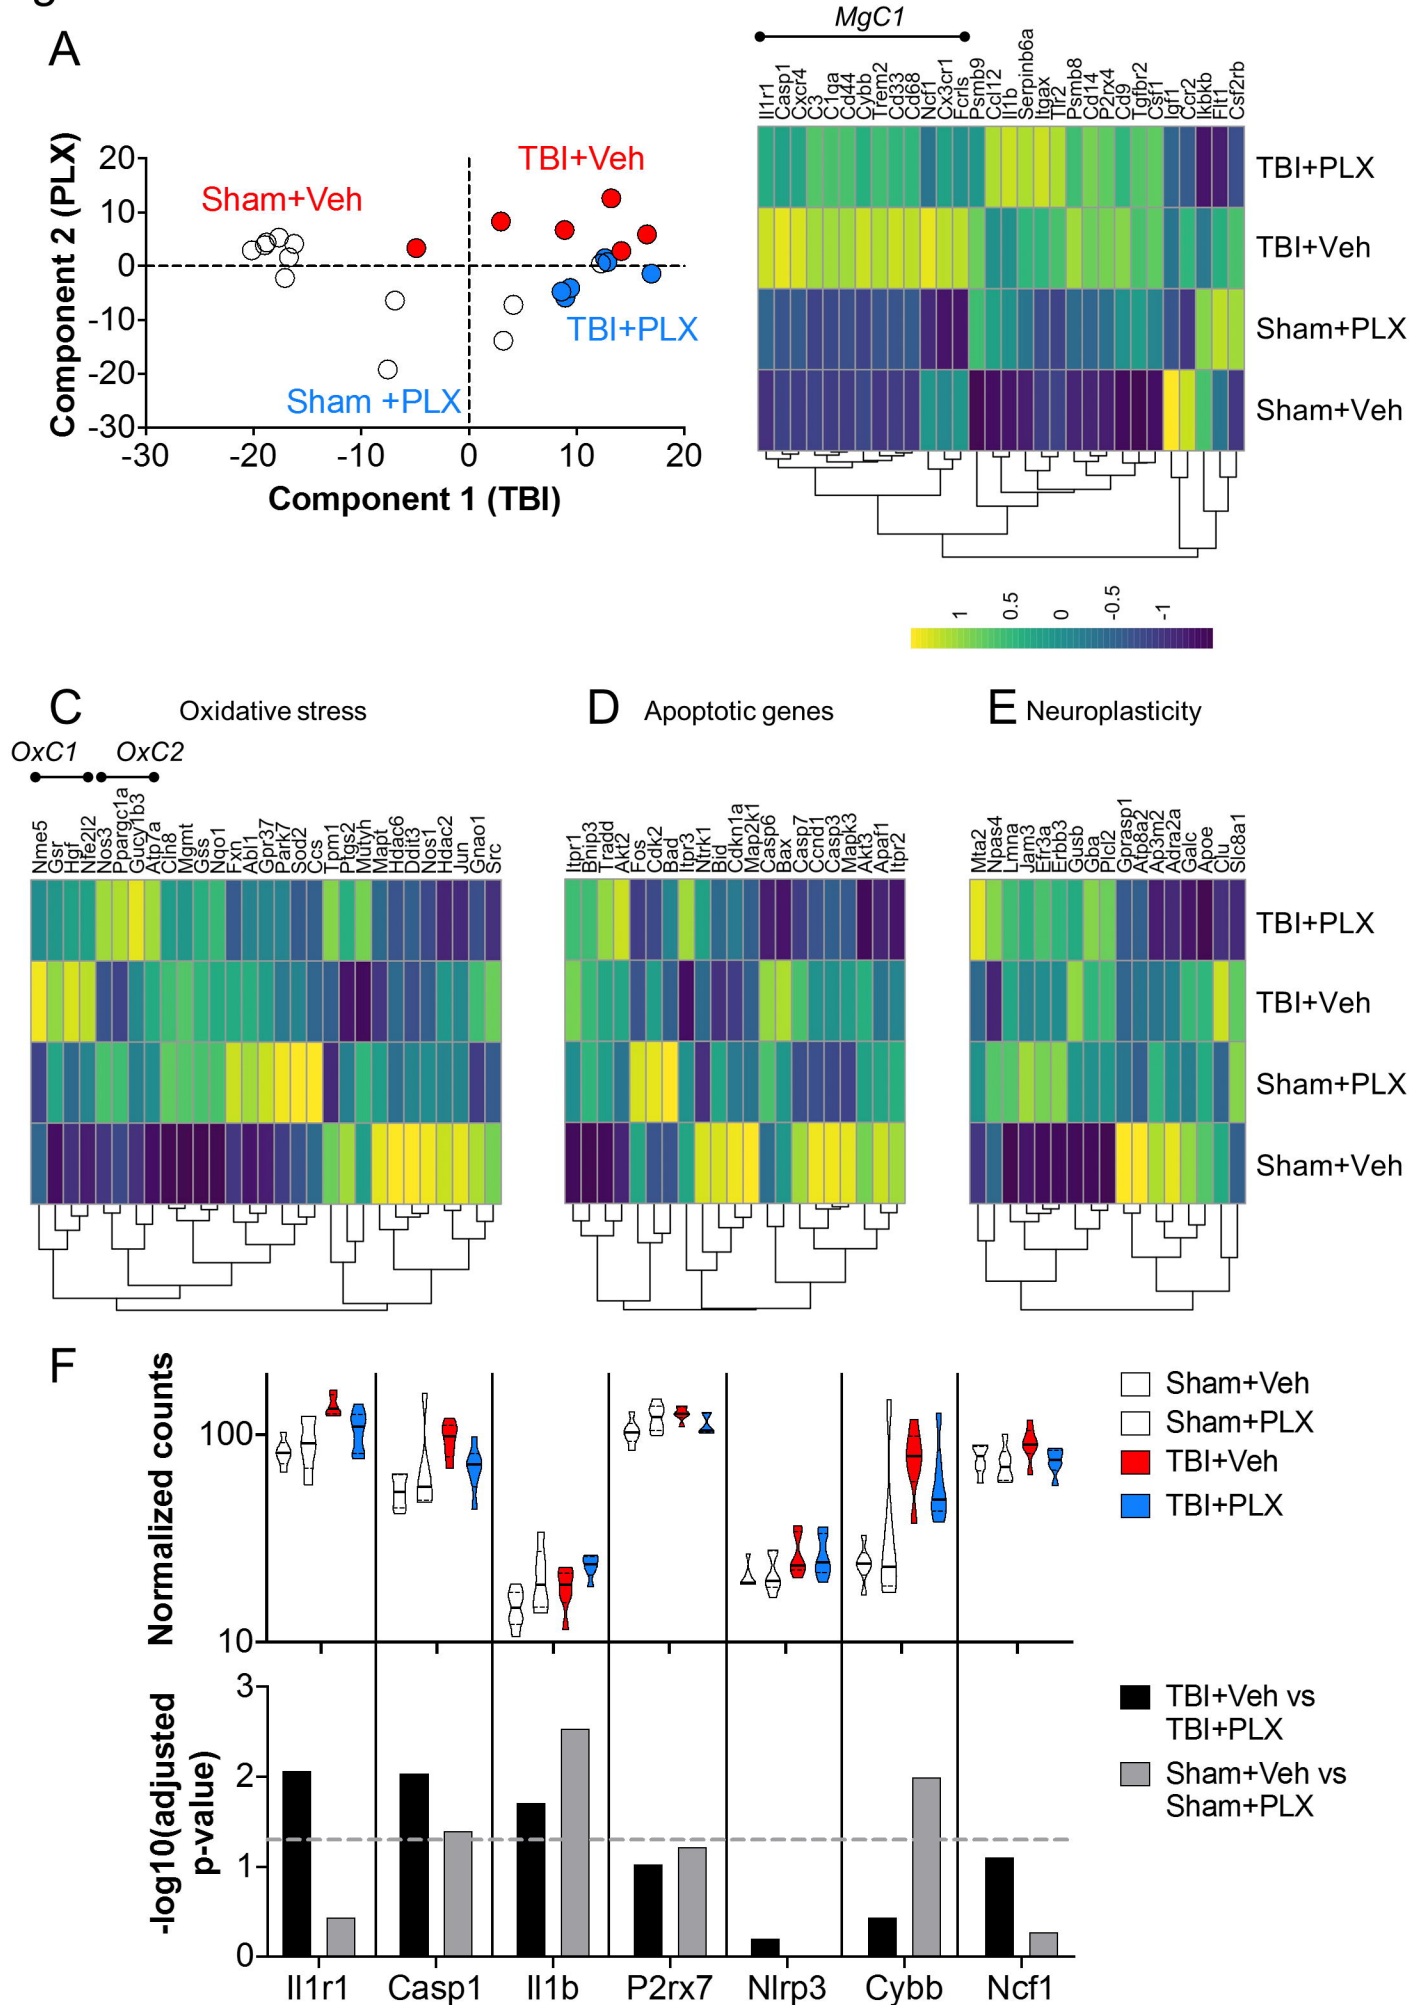 A
MgC1
Il1r1
Casp1
Cxcr4
C3
C1qa
Cd44
Cybb
Trem2
Cd33
Cd68
Ncf1
Cx3cr1
Fcrls
Psmb9
Ccl12
Il1b
Serpinb6a
Itgax
Tlr2
Psmb8
Cd14
P2rx4
Cd9
Tgfbr2
Csf1
Igf1
Ccr2
Ikbkb
Flt1
Csf2rb
Component 2 (PLX)
20
10
0
-10
-20
-30
-30
-20
-10
0
10
20
Component 1 (TBI)
Sham+Veh
TBI+Veh
TBI+PLX
Sham +PLX
TBI+PLX
TBI+Veh
Sham+PLX
Sham+Veh
1
0.5
0
-0.5
-1
C
Oxidative stress
OxC1
OxC2
Nme5
Gsr
Hgf
Nfe2l2
Nos3
Ppargc1a
Gucy1b3
Atp7a
Cln8
Mgmt
Gss
Nqo1
Fxn
Abl1
Gpr37
Park7
Sod2
Ccs
Tpm1
Ptgs2
Mutyh
Mapt
Hdac6
Ddit3
Nos1
Hdac2
Jun
Gnao1
Src
D
Apoptotic genes
Itpr1
Bnip3
Tradd
Akt2
Fos
Cdk2
Bad
Itpr3
Ntrk1
Bid
Cdkn1a
Map2k1
Casp6
Bax
Casp7
Ccnd1
Casp3
Mapk3
Akt3
Apaf1
Itpr2
E
Neuroplasticity
Mta2
Npas4
Lmna
Jam3
Efr3a
Erbb3
Gusb
Gba
Plcl2
Gprasp1
Atp8a2
Ap3m2
Adra2a
Galc
Apoe
Clu
Slc8a1
TBI+PLX
TBI+Veh
Sham+PLX
Sham+Veh
F
Normalized counts
100
10
Sham+Veh
Sham+PLX
TBI+Veh
TBI+PLX
-log10(adjusted
p-value)
3
2
1
0
TBI+Veh vs
TBI+PLX
Sham+Veh vs
Sham+PLX
Il1r1
Casp1
Il1b
P2rx7
Nlrp3
Cybb
Ncf1